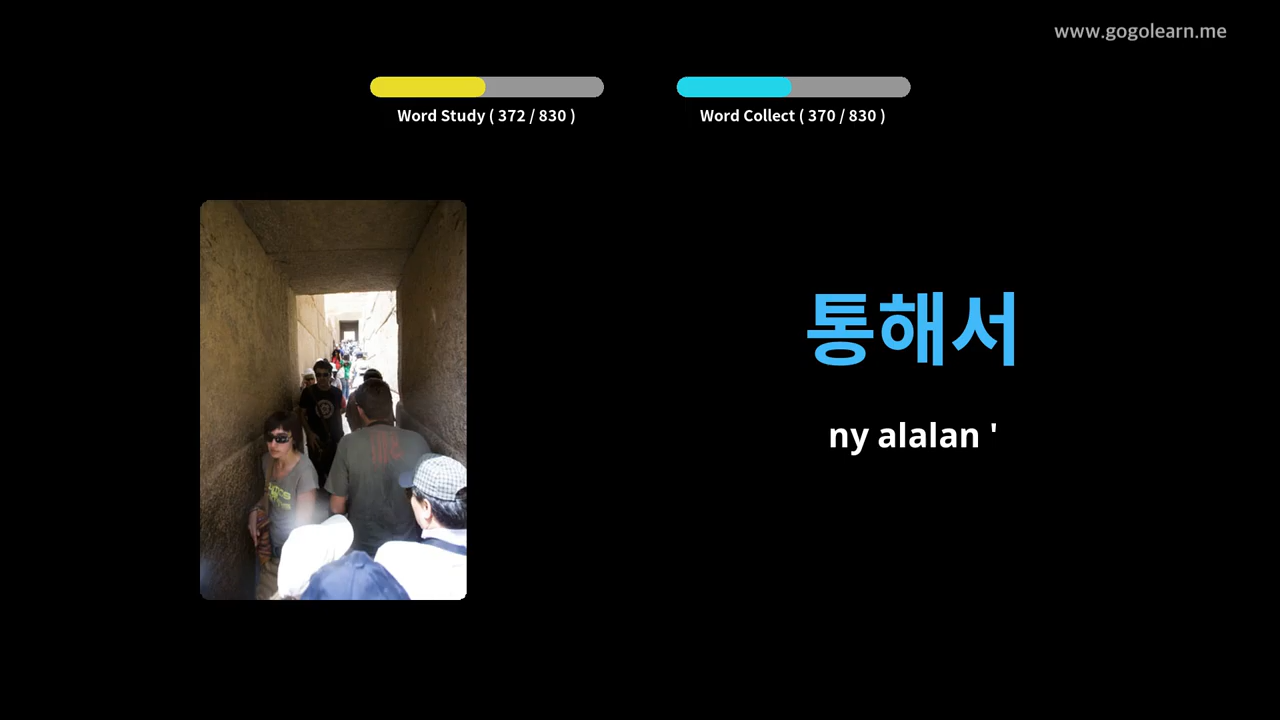 www.gogolearn.me
Word Study ( 372 / 830 )
Word Collect ( 370 / 830 )
통해서
ny alalan '